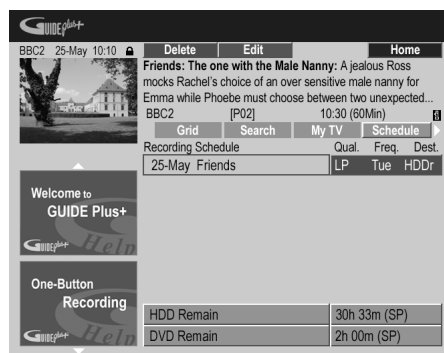 GUIDE Plus+
BBC2 25-May 10:10
Delete Edit Home
Friends: The one with the Male Nanny: A jealous Ross
mocks Rachel's choice of an over sensitive male nanny for
Emma while Phoebe must choose between two unexpected...
BBC2 [P02] 10:30 (60Min)
Grid Search My TV Schedule
Recording Schedule Qual. Freq. Dest.
25-May Friends LP Tue HDDr
Welcome to
GUIDE Plus+
GUIDE Plus+ Help
One-Button
Recording
GUIDE Plus+ Help
HDD Remain 30h 33m (SP)
DVD Remain 2h 00m (SP)